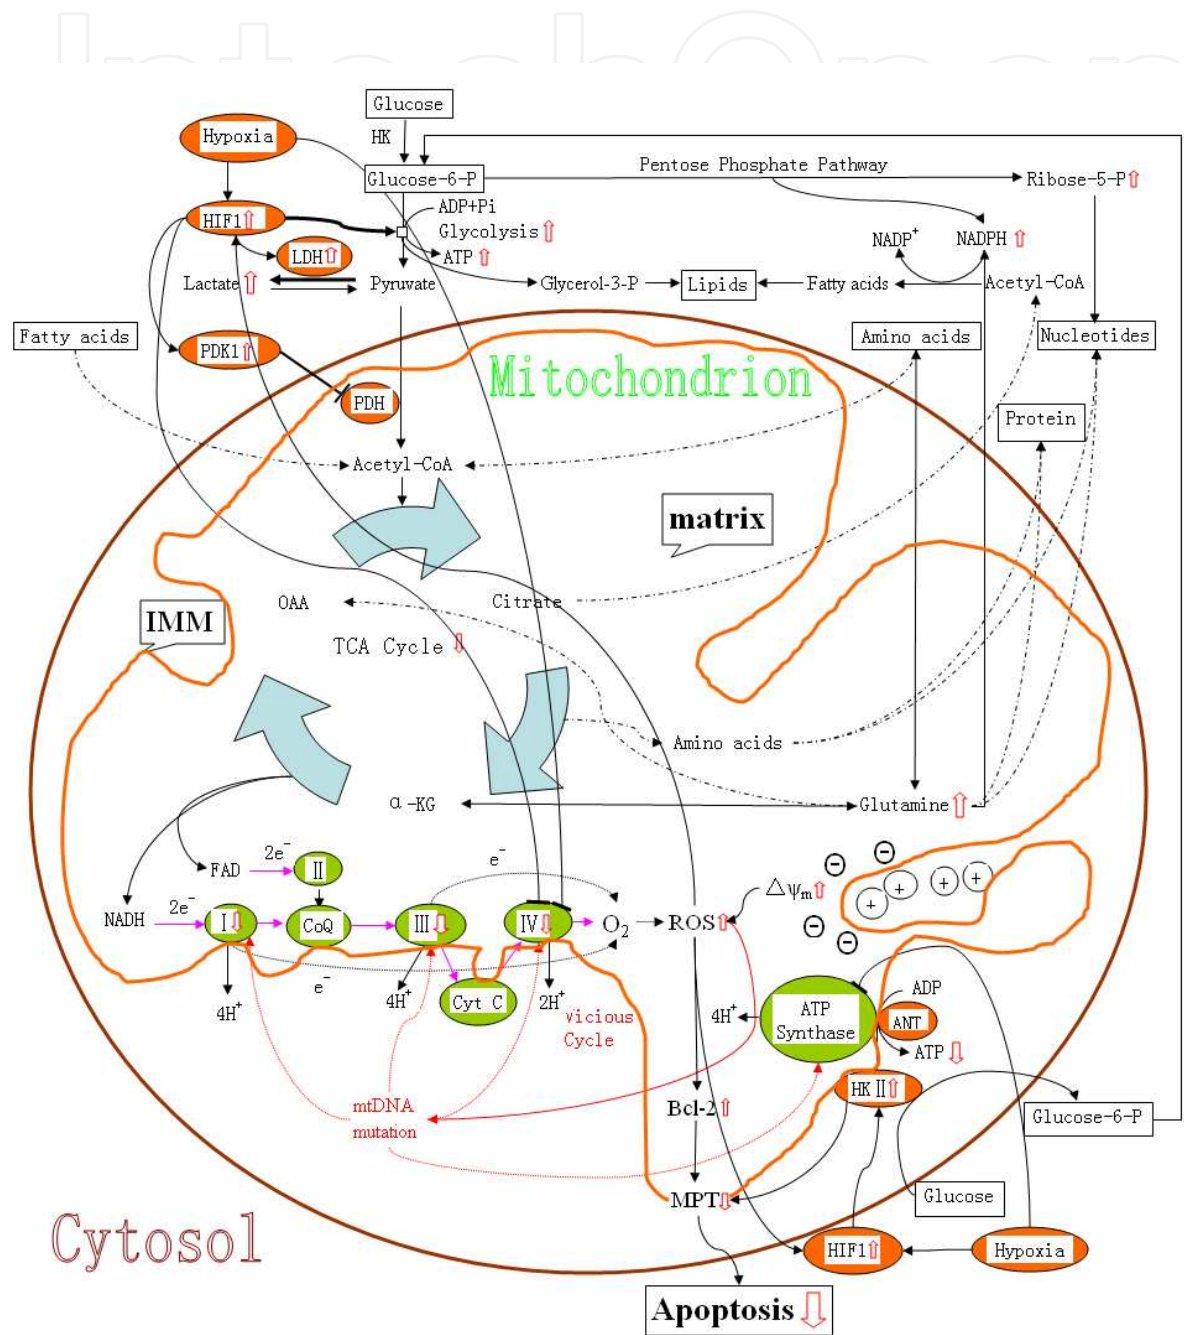 IntechOpen
Glucose
HK
Hypoxia
Glucose-6-P
Pentose Phosphate Pathway
Ribose-5-P⇧
ADP+Pi
HIF1⇧
Glycolysis⇧
NADP⁺
NADPH⇧
LDH⇧
ATP⇧
Lactate⇧
Pyruvate
Glycerol-3-P
Lipids
Fatty acids
Acetyl-CoA
Fatty acids
Amino acids
Nucleotides
PDK1⇧
Mitochondrion
PDH
Protein
Acetyl-CoA
matrix
OAA
Citrate
IMM
TCA Cycle⇩
Amino acids
α-KG
Glutamine⇧
FAD
2e⁻
II
e⁻
△ψm⇧
⊖
⊖
⊕
⊕
⊕
⊕
NADH
2e⁻
I⇩
CoQ
III⇩
IV⇩
O₂
ROS⇧
⊖
⊖
e⁻
4H⁺
4H⁺
Cyt C
2H⁺
Vicious
Cycle
4H⁺
ATP
Synthase
ADP
ANT
ATP⇩
HKⅡ⇧
mtDNA
mutation
Bcl-2⇧
Glucose-6-P
MPT⇩
Glucose
Cytosol
HIF1⇧
Hypoxia
Apoptosis⇩